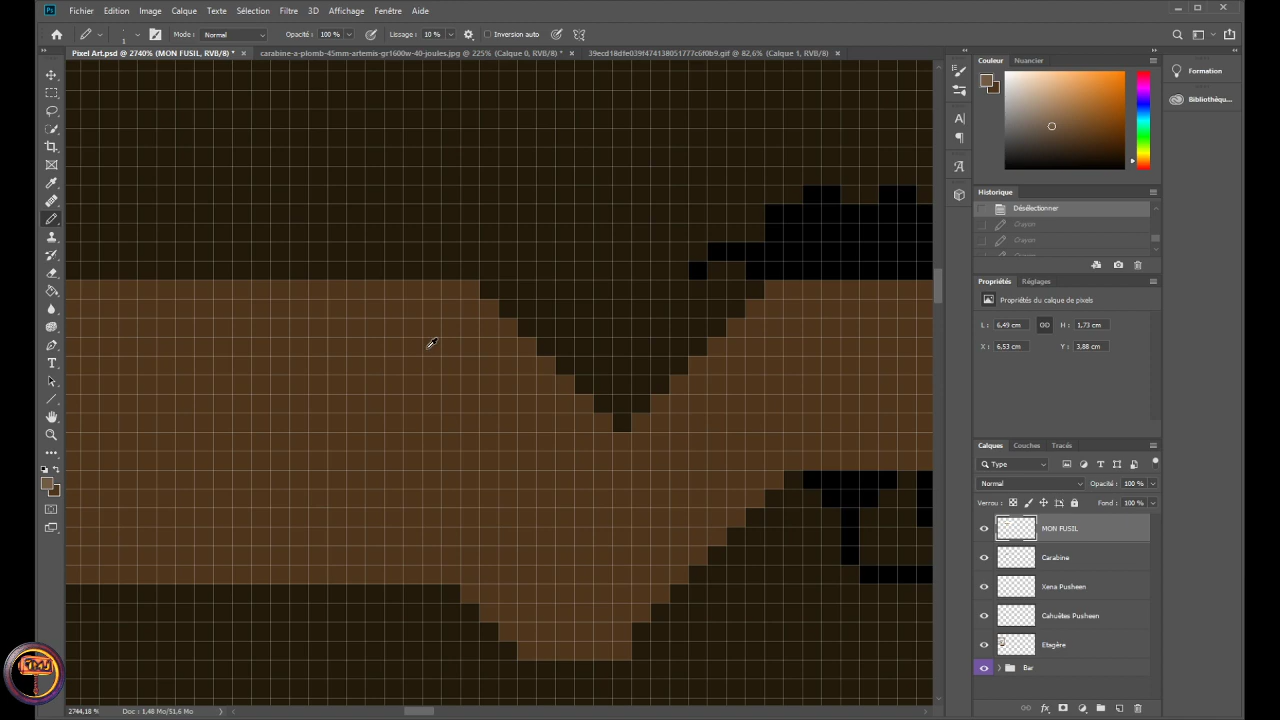 Ps Fichier Edition Image Calque Texte Sélection Filtre 3D Affichage Fenêtre Aide
1 Mode : Normal Opacité : 100 % Lissage : 10 % Inversion auto
Pixel Art.psd @ 2740% (MON FUSIL, RVB/8) * × carabine-a-plomb-45mm-artemis-gr1600w-40-joules.jpg @ 225% (Calque 0, RVB/8) * × 39ecd18dfe039f474138051777c6f0b9.gif @ 82,6% (Calque 1, RVB/8) ×
Couleur Nuancier
Formation
Bibliothèqu...
Historique
Désélectionner
Crayon
Crayon
Propriétés Réglages
Propriétés du calque de pixels
L : 6,49 cm H : 1,73 cm
X : 6,53 cm Y : 3,88 cm
Calques Couches Tracés
Type
Normal Opacité : 100 %
Verrou : Fond : 100 %
MON FUSIL
Carabine
Xena Pusheen
Cahuètes Pusheen
Etagère
Bar
fx
2744,18 % Doc : 1,48 Mo/51,6 Mo